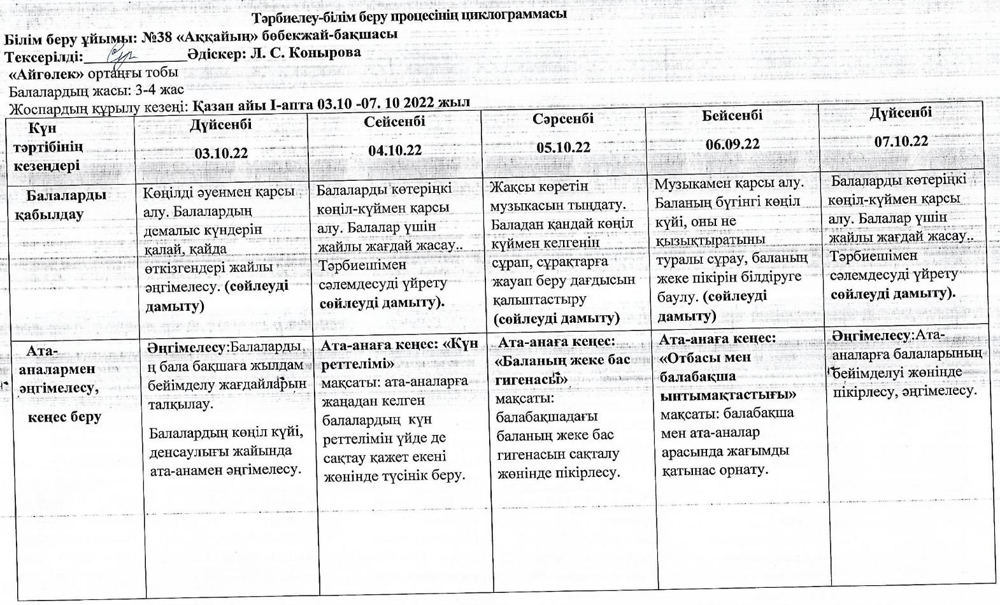 Тәрбиелеу-білім беру процесінің циклограммасы
Білім беру ұйымы: №38 «Аққайың» бөбекжай-бақшасы
Тексерілді:______________Әдіскер: Л. С. Конырова
«Айгөлек» ортаңғы тобы
Балалардың жасы: 3-4 жас
Жоспардың құрылу кезеңі: Қазан айы I-апта 03.10 -07. 10 2022 жыл
Күн
тәртібінің
кезеңдері
Дүйсенбі
03.10.22
Сейсенбі
04.10.22
Сәрсенбі
05.10.22
Бейсенбі
06.09.22
Дүйсенбі
07.10.22
Балаларды
қабылдау
Көңілді әуенмен қарсы
алу. Балалардың
демалыс күндерін
қалай, қайда
өткізгендері жайлы
әңгімелесу. (сөйлеуді
дамыту)
Балаларды көтеріңкі
көңіл-күймен қарсы
алу. Балалар үшін
жайлы жағдай жасау..
Тәрбиешімен
сәлемдесуді үйрету
сөйлеуді дамыту).
Жақсы көретін
музыкасын тыңдату.
Баладан қандай көңіл
күймен келгенін
сұрап, сұрақтарға
жауап беру дағдысын
қалыптастыру
(сөйлеуді дамыту)
Музыкамен қарсы алу.
Баланың бүгінгі көңіл
күйі, оны не
қызықтыратыны
туралы сұрау, баланың
жеке пікірін білдіруге
баулу. (сөйлеуді
дамыту)
Балаларды көтеріңкі
көңіл-күймен қарсы
алу. Балалар үшін
жайлы жағдай жасау..
Тәрбиешімен
сәлемдесуді үйрету
сөйлеуді дамыту).
Ата-
аналармен
әңгімелесу,
кеңес беру
Әңгімелесу:Балаларды
ң бала бақшаға жылдам
бейімделу жағдайларын
талқылау.
Балалардың көңіл күйі,
денсаулығы жайында
ата-анамен әңгімелесу.
Ата-анаға кеңес: «Күн
реттелімі»
мақсаты: ата-аналарға
жаңадан келген
балалардың күн
реттелімін үйде де
сақтау қажет екені
жөнінде түсінік беру.
Ата-анаға кеңес:
«Баланың жеке бас
гигенасы»
мақсаты:
балабақшадағы
баланың жеке бас
гигенасын сақталу
жөнінде пікірлесу.
Ата-анаға кеңес:
«Отбасы мен
балабақша
ынтымақтастығы»
мақсаты: балабақша
мен ата-аналар
арасында жағымды
қатынас орнату.
Әңгімелесу:Ата-
аналарға балаларының
бейімделуі жөнінде
пікірлесу, әңгімелесу.